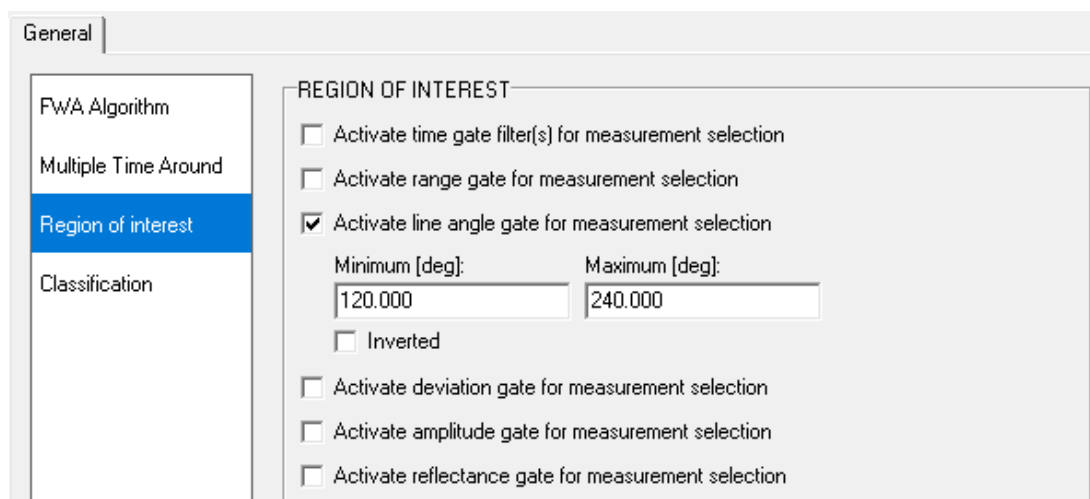 General
FWA Algorithm
Multiple Time Around
Region of interest
Classification
REGION OF INTEREST
Activate time gate filter(s) for measurement selection
Activate range gate for measurement selection
Activate line angle gate for measurement selection
Minimum [deg]: Maximum [deg]:
120.000 240.000
Inverted
Activate deviation gate for measurement selection
Activate amplitude gate for measurement selection
Activate reflectance gate for measurement selection